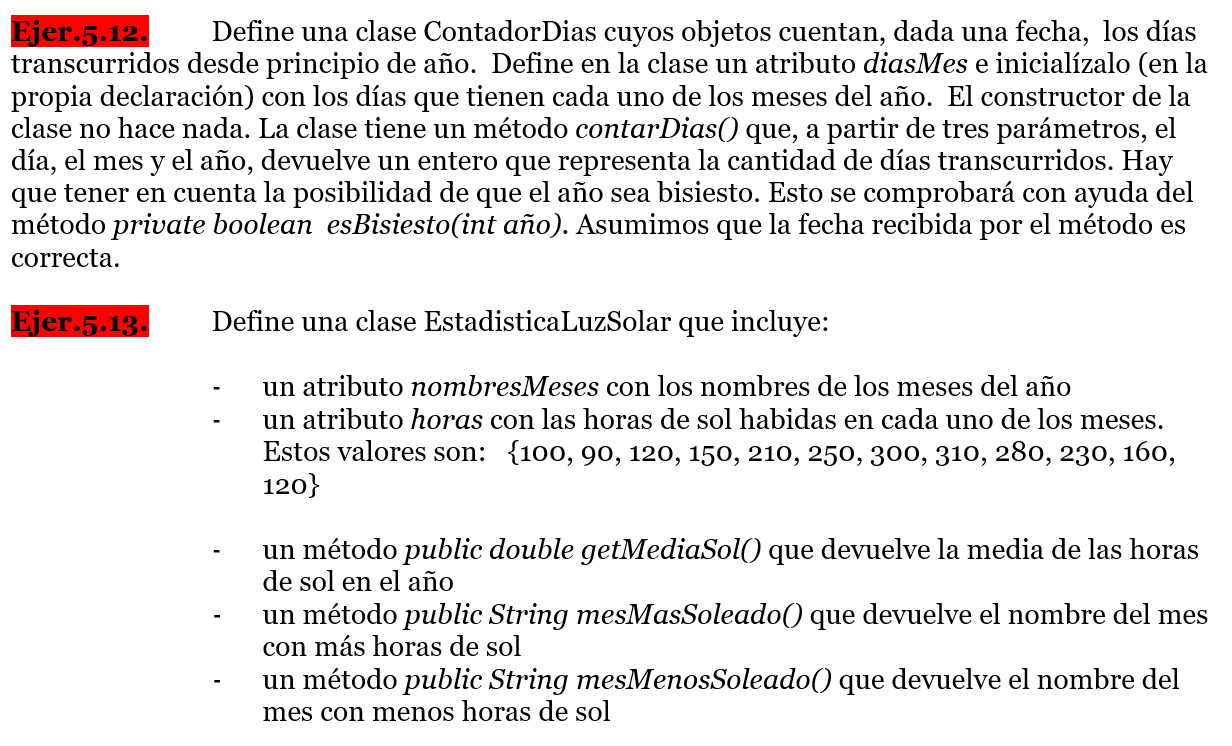 Ejer.5.12. Define una clase ContadorDias cuyos objetos cuentan, dada una fecha,  los días
transcurridos desde principio de año.  Define en la clase un atributo diasMes e inicialízalo (en la
propia declaración) con los días que tienen cada uno de los meses del año.  El constructor de la
clase no hace nada. La clase tiene un método contarDias() que, a partir de tres parámetros, el
día, el mes y el año, devuelve un entero que representa la cantidad de días transcurridos. Hay
que tener en cuenta la posibilidad de que el año sea bisiesto. Esto se comprobará con ayuda del
método private boolean  esBisiesto(int año). Asumimos que la fecha recibida por el método es
correcta.
Ejer.5.13. Define una clase EstadisticaLuzSolar que incluye:
- un atributo nombresMeses con los nombres de los meses del año
- un atributo horas con las horas de sol habidas en cada uno de los meses.
Estos valores son:   {100, 90, 120, 150, 210, 250, 300, 310, 280, 230, 160,
120}
- un método public double getMediaSol() que devuelve la media de las horas
de sol en el año
- un método public String mesMasSoleado() que devuelve el nombre del mes
con más horas de sol
- un método public String mesMenosSoleado() que devuelve el nombre del
mes con menos horas de sol